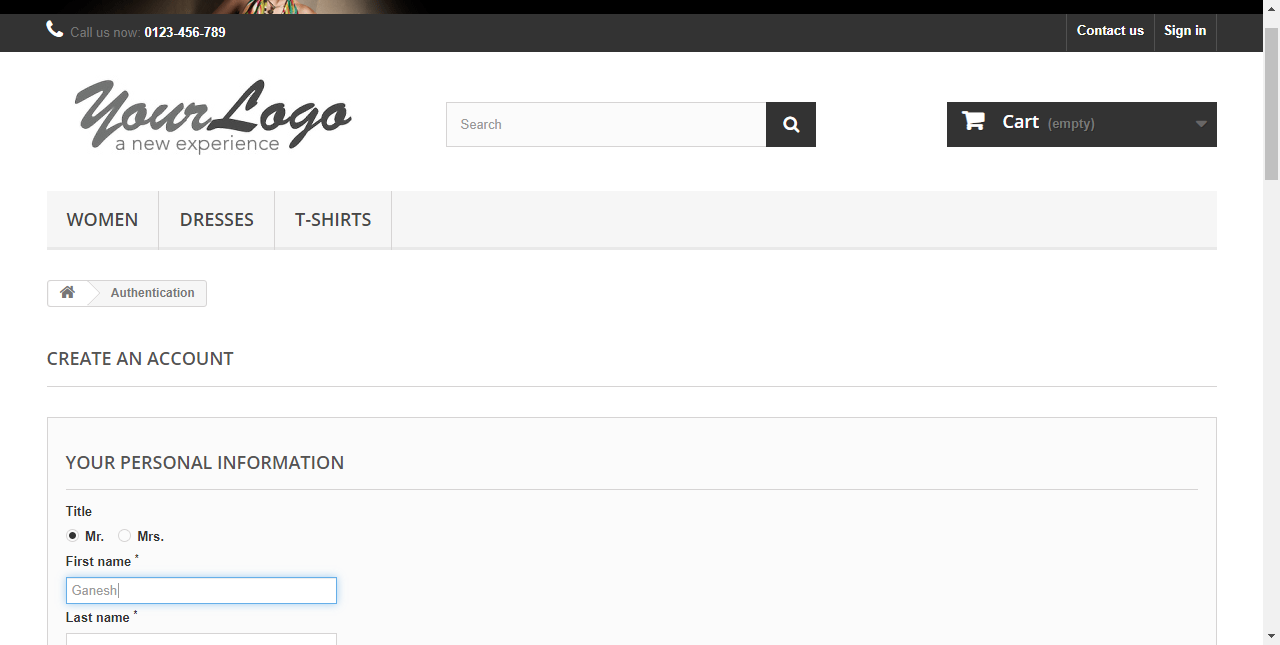 Call us now: 0123-456-789
Contact us
Sign in
YourLogo
a new experience
Search
Cart (empty)
WOMEN
DRESSES
T-SHIRTS
Authentication
CREATE AN ACCOUNT
YOUR PERSONAL INFORMATION
Title
Mr.
Mrs.
First name *
Ganesh
Last name *